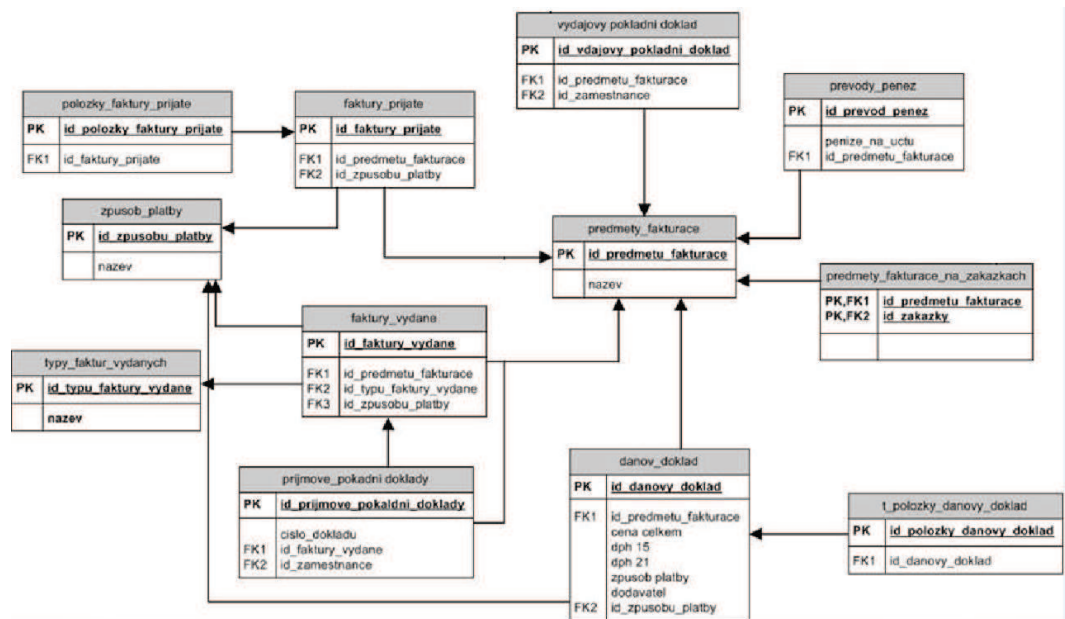 vydajovy pokladni doklad
PK id_vdajovy_pokladni_doklad
FK1 id_predmetu_fakturace
FK2 id_zamestnance
prevody_penez
PK id_prevod_penez
penize_na_uctu
FK1 id_predmetu_fakturace
polozky_faktury_prijate
PK id_polozky_faktury_prijate
FK1 id_faktury_prijate
faktury_prijate
PK id_faktury_prijate
FK1 id_predmetu_fakturace
FK2 id_zpusobu_platby
zpusob_platby
PK id_zpusobu_platby
nazev
predmety_fakturace
PK id_predmetu_fakturace
nazev
predmety_fakturace_na_zakazkach
PK,FK1 id_predmetu_fakturace
PK,FK2 id_zakazky
faktury_vydane
PK id_faktury_vydane
FK1 id_predmetu_fakturace
FK2 id_typu_faktury_vydane
FK3 id_zpusobu_platby
typy_faktur_vydanych
PK id_typu_faktury_vydane
nazev
prijmove_pokadni doklady
PK id_prijmove_pokaldni_doklady
cislo_dokladu
FK1 id_faktury_vydane
FK2 id_zamestnance
danov_doklad
PK id_danovy_doklad
FK1 id_predmetu_fakturace
cena celkem
dph 15
dph 21
zpusob platby
dodavatel
FK2 id_zpusobu_platby
t_polozky_danovy_doklad
PK id_polozky_danovy_doklad
FK1 id_danovy_doklad